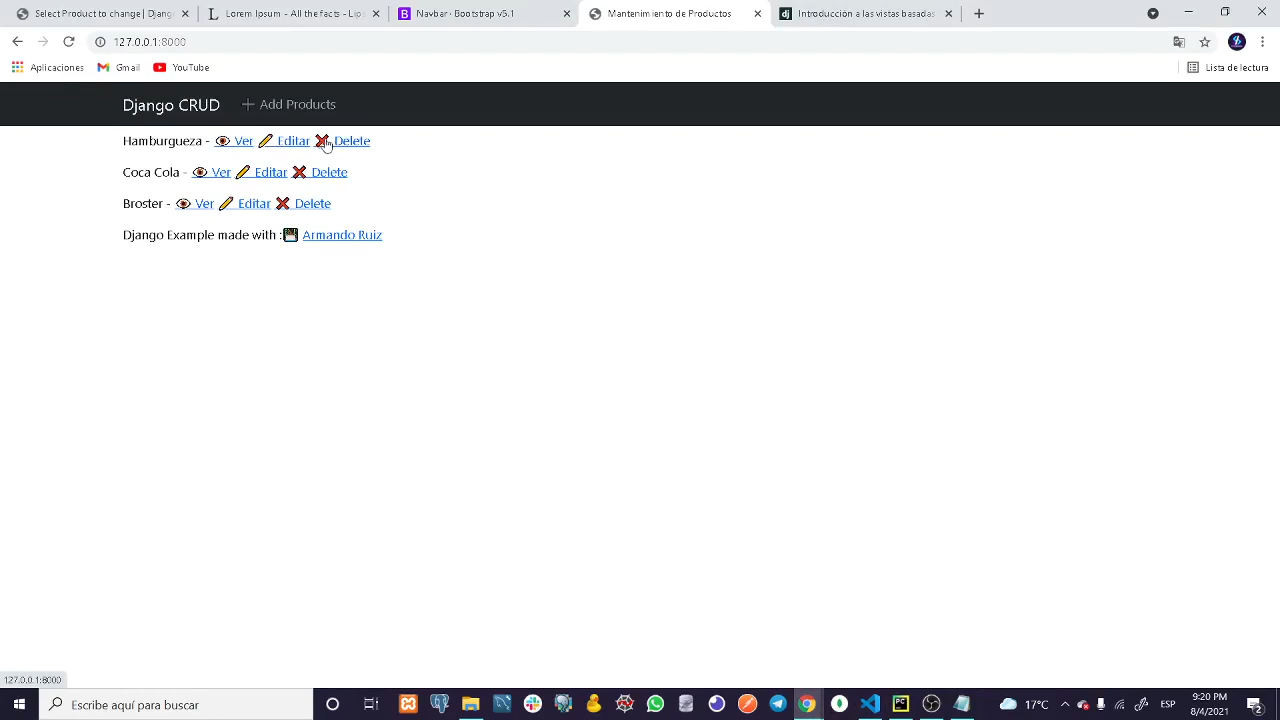 Select Product to change | Django
Lorem Ipsum - All the Facts - Lips
Navbar · Bootstrap v5.1
Mantenimiento de Productos
Introducción a las vistas basadas
127.0.0.1:8000
Aplicaciones
Gmail
YouTube
Lista de lectura
Django CRUD
Add Products
Hamburgueza - Ver Editar Delete
Coca Cola - Ver Editar Delete
Broster - Ver Editar Delete
Django Example made with : Armando Ruiz
127.0.0.1:8000
Escribe aquí para buscar
17°C
ESP
9:20 PM
8/4/2021
2